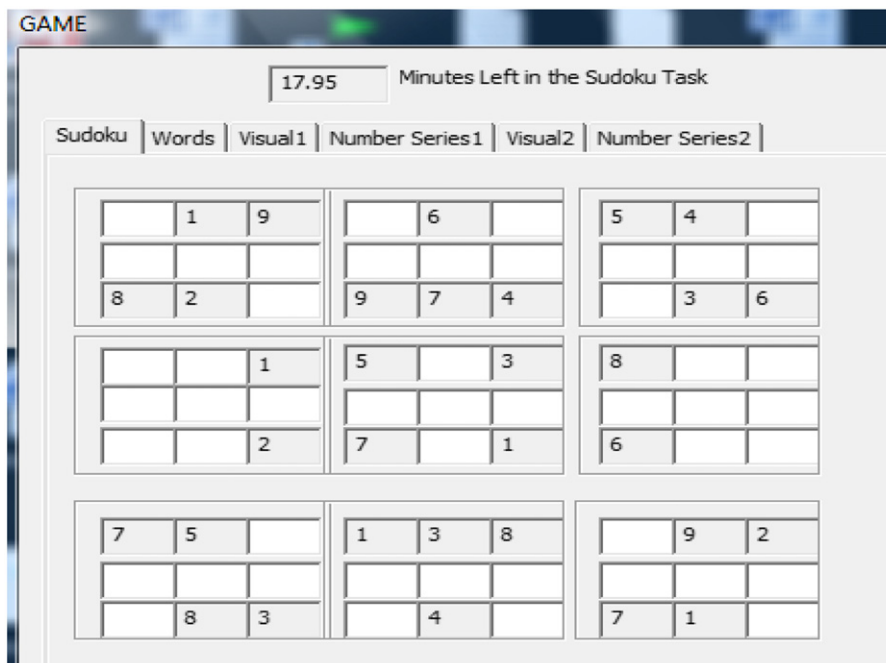 GAME
17.95 Minutes Left in the Sudoku Task
Sudoku Words Visual1 Number Series1 Visual2 Number Series2
1 9 6 5 4
8 2 9 7 4 3 6
1 5 3 8
2 7 1 6
7 5 1 3 8 9 2
8 3 4 7 1